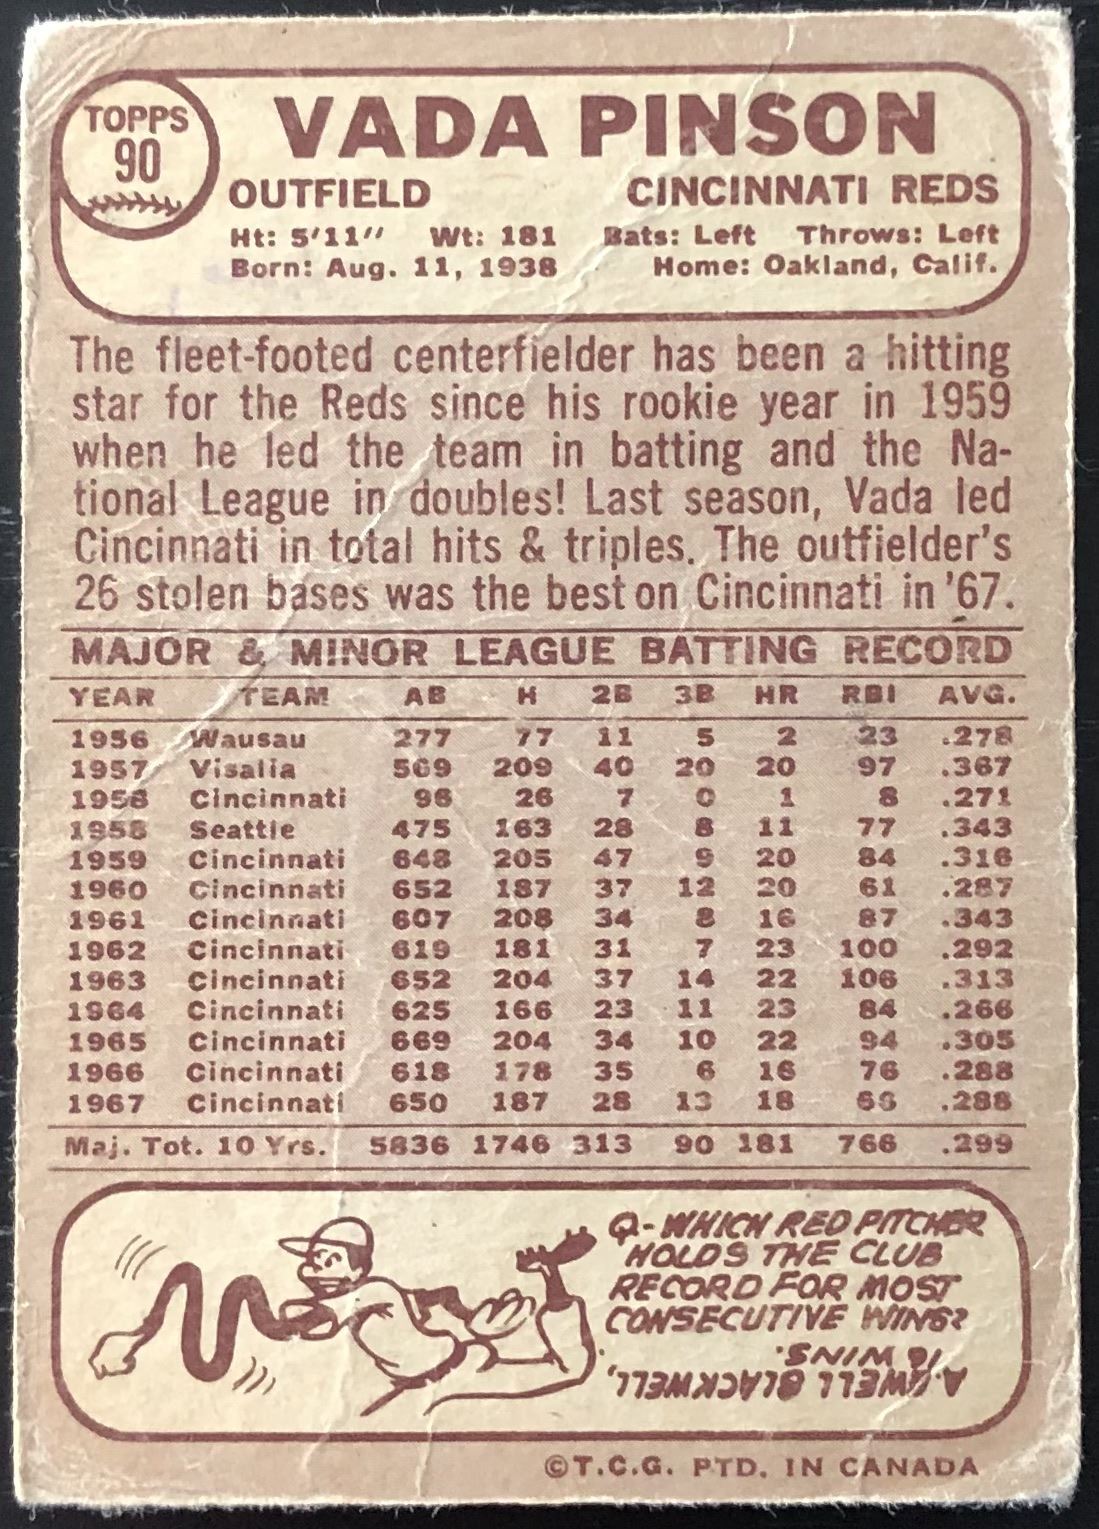 TOPPS
90
VADA PINSON
OUTFIELD CINCINNATI REDS
Ht: 5'11" Wt: 181 Bats: Left Throws: Left
Born: Aug. 11, 1938 Home: Oakland, Calif.
The fleet-footed centerfielder has been a hitting
star for the Reds since his rookie year in 1959
when he led the team in batting and the Na-
tional League in doubles! Last season, Vada led
Cincinnati in total hits & triples. The outfielder's
26 stolen bases was the best on Cincinnati in '67.
MAJOR & MINOR LEAGUE BATTING RECORD
YEAR TEAM AB H 2B 3B HR RBI AVG.
1956 Wausau 277 77 11 5 2 23 .278
1957 Visalia 569 209 40 20 20 97 .367
1958 Cincinnati 96 26 7 0 1 8 .271
1958 Seattle 475 163 28 8 11 77 .343
1959 Cincinnati 648 205 47 9 20 84 .316
1960 Cincinnati 652 187 37 12 20 61 .287
1961 Cincinnati 607 208 34 8 16 87 .343
1962 Cincinnati 619 181 31 7 23 100 .292
1963 Cincinnati 652 204 37 14 22 106 .313
1964 Cincinnati 625 166 23 11 23 84 .266
1965 Cincinnati 669 204 34 10 22 94 .305
1966 Cincinnati 618 178 35 6 16 76 .288
1967 Cincinnati 650 187 28 13 18 66 .288
Maj. Tot. 10 Yrs. 5836 1746 313 90 181 766 .299
Q-WHICH RED PITCHER
HOLDS THE CLUB
RECORD FOR MOST
CONSECUTIVE WINS?
A. EWELL BLACKWELL,
16 WINS.
©T.C.G. PTD. IN CANADA